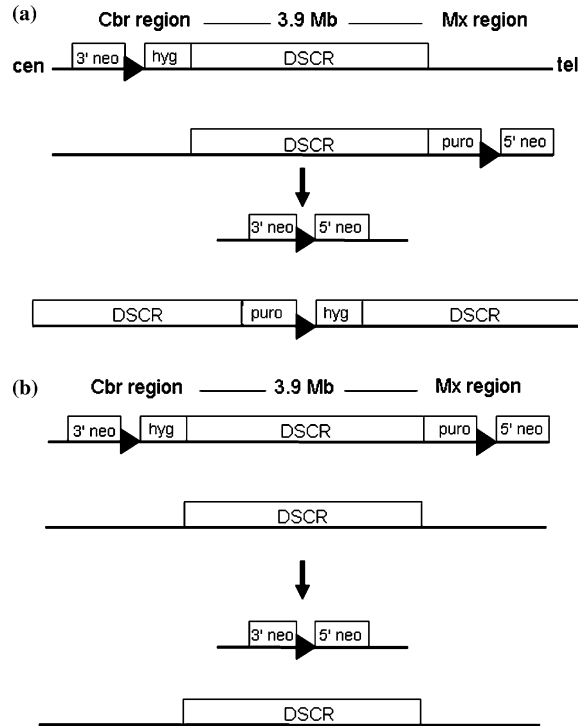 (a)
Cbr region 3.9 Mb Mx region
3' neo hyg DSCR
cen tel
DSCR puro 5' neo
3' neo 5' neo
DSCR puro hyg DSCR
(b)
Cbr region 3.9 Mb Mx region
3' neo hyg DSCR puro 5' neo
DSCR
3' neo 5' neo
DSCR